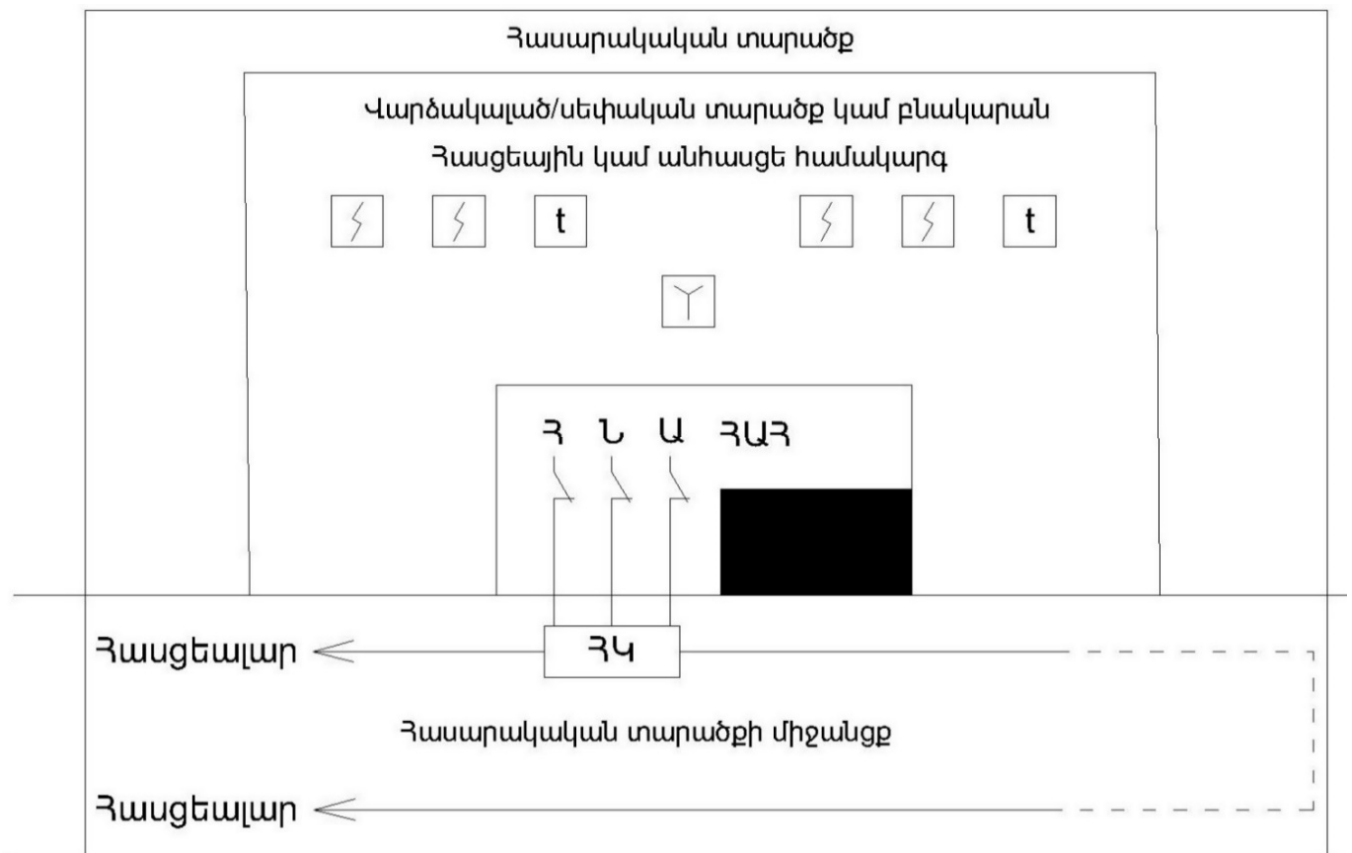 Հասարակական տարածք
Վարձակալած/սեփական տարածք կամ բնակարան
Հասցեային կամ անհասցե համակարգ
t t
Հ Ն Ա ՀԱՀ
Հասցեալար ՀԿ
Հասարակական տարածքի միջանցք
Հասցեալար